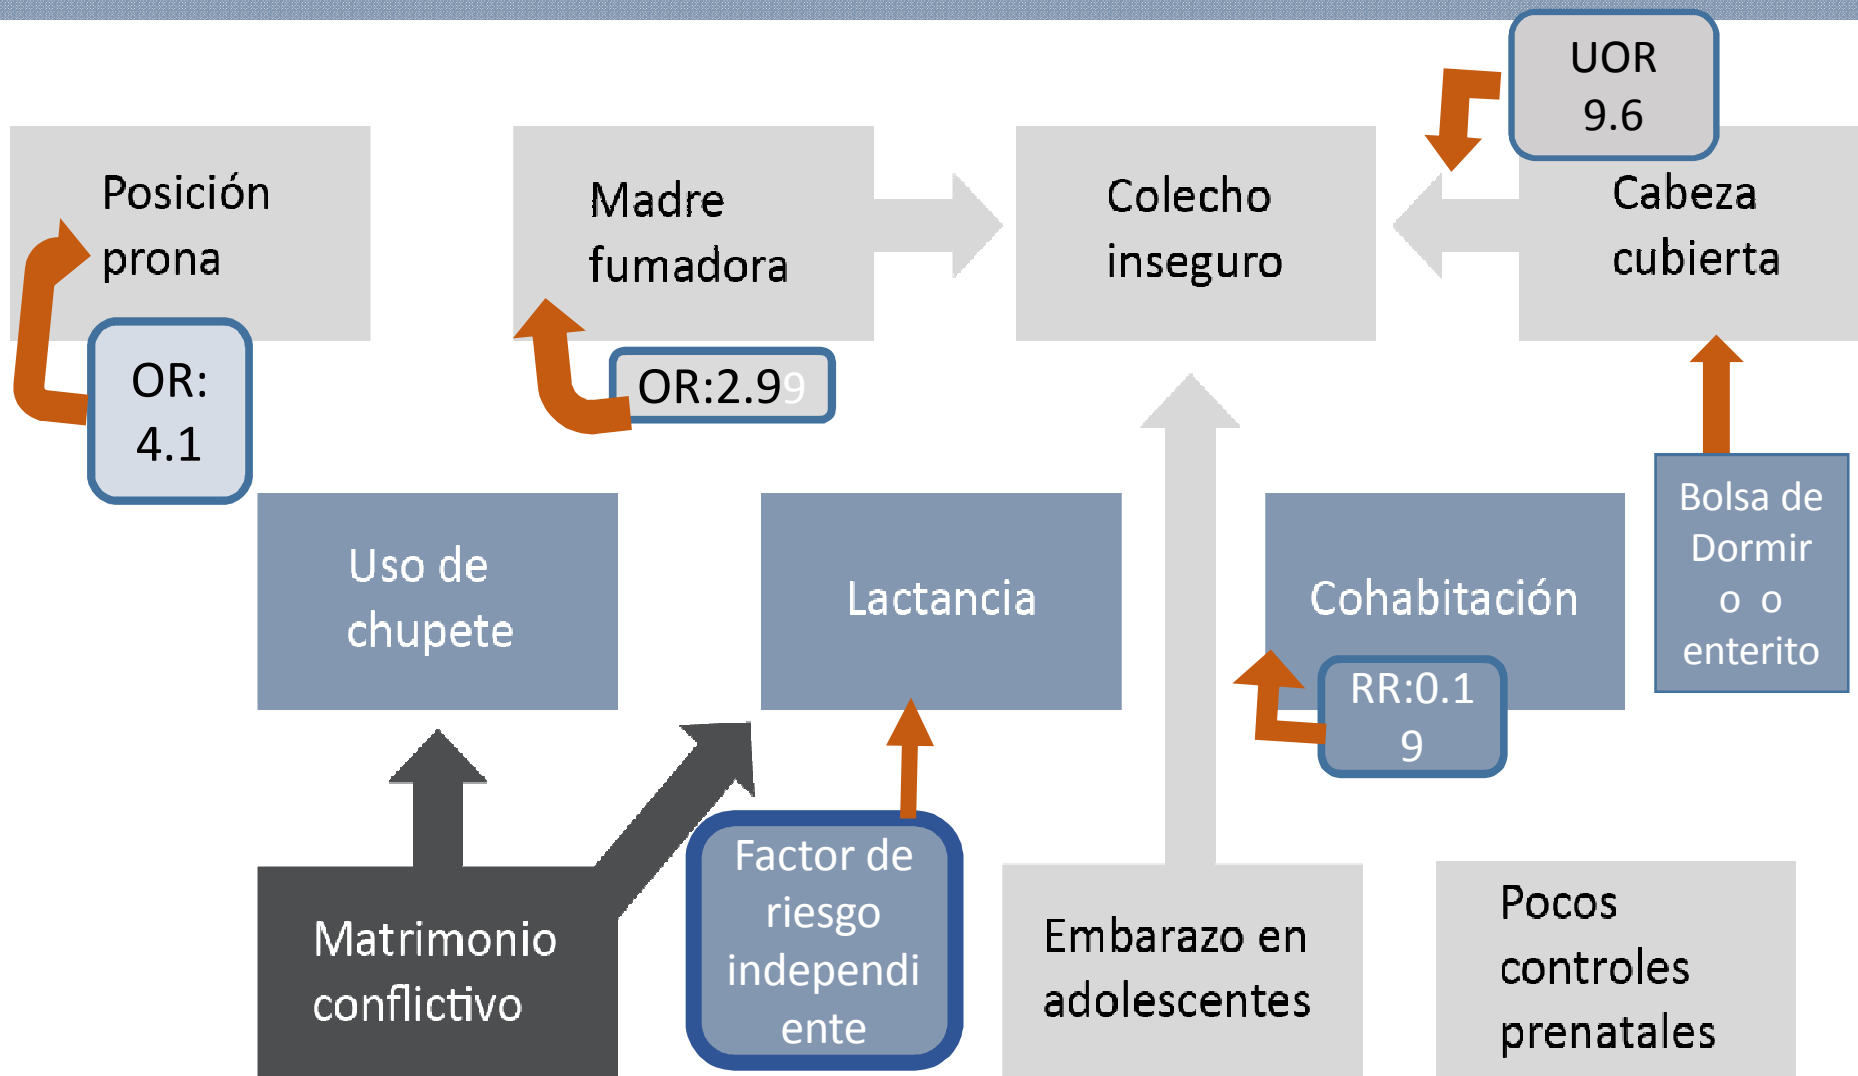 UOR
9.6
Posición
prona
Madre
fumadora
Colecho
inseguro
Cabeza
cubierta
OR:
4.1
OR:2.99
Uso de
chupete
Lactancia
Cohabitación
Bolsa de
Dormir
o o
enterito
RR:0.1
9
Matrimonio
conflictivo
Factor de
riesgo
independi
ente
Embarazo en
adolescentes
Pocos
controles
prenatales